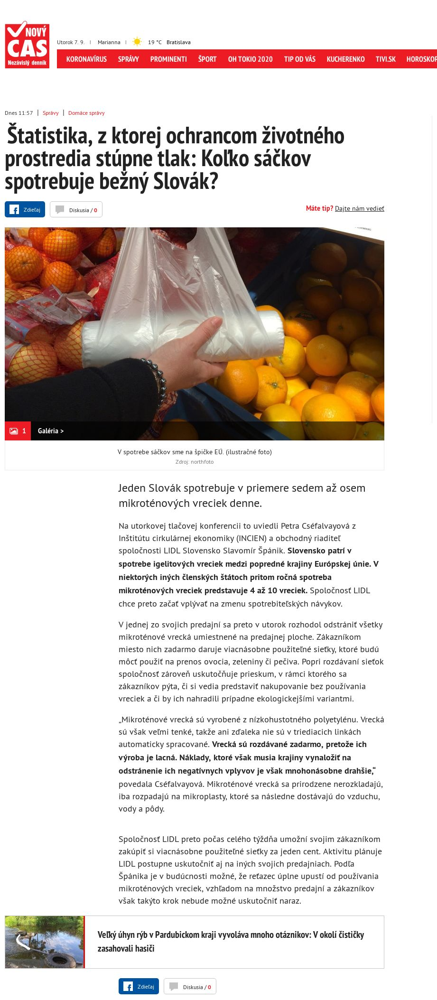 NOVÝ
ČAS
Nezávislý denník
Utorok 7. 9. | Marianna | 19 °C Bratislava
KORONAVÍRUS SPRÁVY PROMINENTI ŠPORT OH TOKIO 2020 TIP OD VÁS KUCHERENKO TIVI.SK HOROSKOP
Dnes 11:57 | Správy | Domáce správy
Štatistika, z ktorej ochrancom životného
prostredia stúpne tlak: Koľko sáčkov
spotrebuje bežný Slovák?
Zdieľaj Diskusia / 0 Máte tip? Dajte nám vedieť
1 Galéria >
V spotrebe sáčkov sme na špičke EÚ. (ilustračné foto)
Zdroj: northfoto
Jeden Slovák spotrebuje v priemere sedem až osem
mikroténových vreciek denne.
Na utorkovej tlačovej konferencii to uviedli Petra Cséfalvayová z
Inštitútu cirkulárnej ekonomiky (INCIEN) a obchodný riaditeľ
spoločnosti LIDL Slovensko Slavomír Špánik. Slovensko patrí v
spotrebe igelitových vreciek medzi popredné krajiny Európskej únie. V
niektorých iných členských štátoch pritom ročná spotreba
mikroténových vreciek predstavuje 4 až 10 vreciek. Spoločnosť LIDL
chce preto začať vplývať na zmenu spotrebiteľských návykov.
V jednej zo svojich predajní sa preto v utorok rozhodol odstrániť všetky
mikroténové vrecká umiestnené na predajnej ploche. Zákazníkom
miesto nich zadarmo daruje viacnásobne použiteľné sieťky, ktoré budú
môcť použiť na prenos ovocia, zeleniny či pečiva. Popri rozdávaní sieťok
spoločnosť zároveň uskutočňuje prieskum, v rámci ktorého sa
zákazníkov pýta, či si vedia predstaviť nakupovanie bez používania
vreciek a či by ich nahradili prípadne ekologickejšími variantmi.
„Mikroténové vrecká sú vyrobené z nízkohustotného polyetylénu. Vrecká
sú však veľmi tenké, takže ani zďaleka nie sú v triediacich linkách
automaticky spracované. Vrecká sú rozdávané zadarmo, pretože ich
výroba je lacná. Náklady, ktoré však musia krajiny vynaložiť na
odstránenie ich negatívnych vplyvov je však mnohonásobne drahšie,“
povedala Cséfalvayová. Mikroténové vrecká sa prirodzene nerozkladajú,
iba rozpadajú na mikroplasty, ktoré sa následne dostávajú do vzduchu,
vody a pôdy.
Spoločnosť LIDL preto počas celého týždňa umožní svojim zákazníkom
zakúpiť si viacnásobne použiteľné sieťky za jeden cent. Aktivitu plánuje
LIDL postupne uskutočniť aj na iných svojich predajniach. Podľa
Špánika je v budúcnosti možné, že reťazec úplne upustí od používania
mikroténových vreciek, vzhľadom na množstvo predajní a zákazníkov
však takýto krok nebude možné uskutočniť naraz.
Veľký úhyn rýb v Pardubickom kraji vyvoláva mnoho otáznikov: V okolí čističky
zasahovali hasiči
Zdieľaj Diskusia / 0